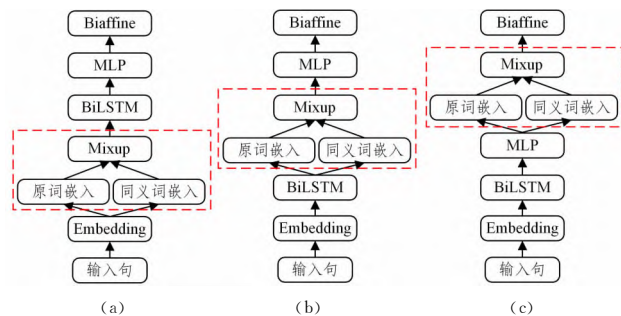 Biaffine
MLP
BiLSTM
Mixup
原词嵌入 同义词嵌入
Embedding
输入句
(a)
Biaffine
MLP
Mixup
原词嵌入 同义词嵌入
BiLSTM
Embedding
输入句
(b)
Biaffine
Mixup
原词嵌入 同义词嵌入
MLP
BiLSTM
Embedding
输入句
(c)